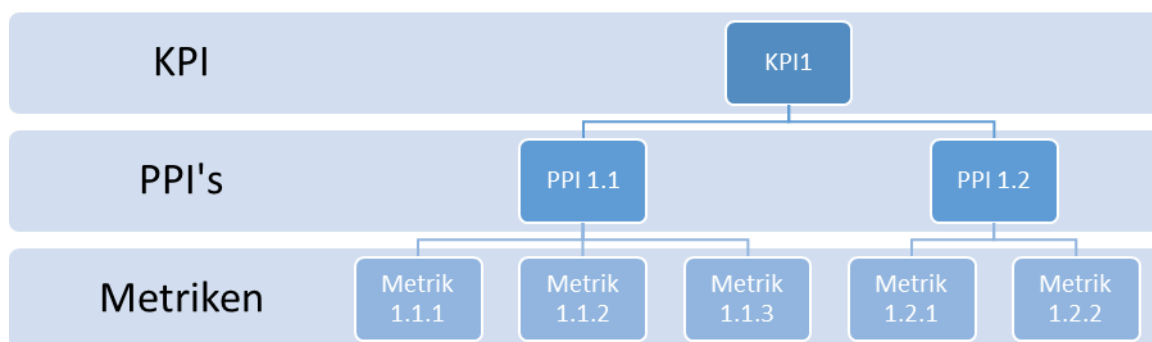 KPI
KPI1
PPI's
PPI 1.1
PPI 1.2
Metriken
Metrik
1.1.1
Metrik
1.1.2
Metrik
1.1.3
Metrik
1.2.1
Metrik
1.2.2